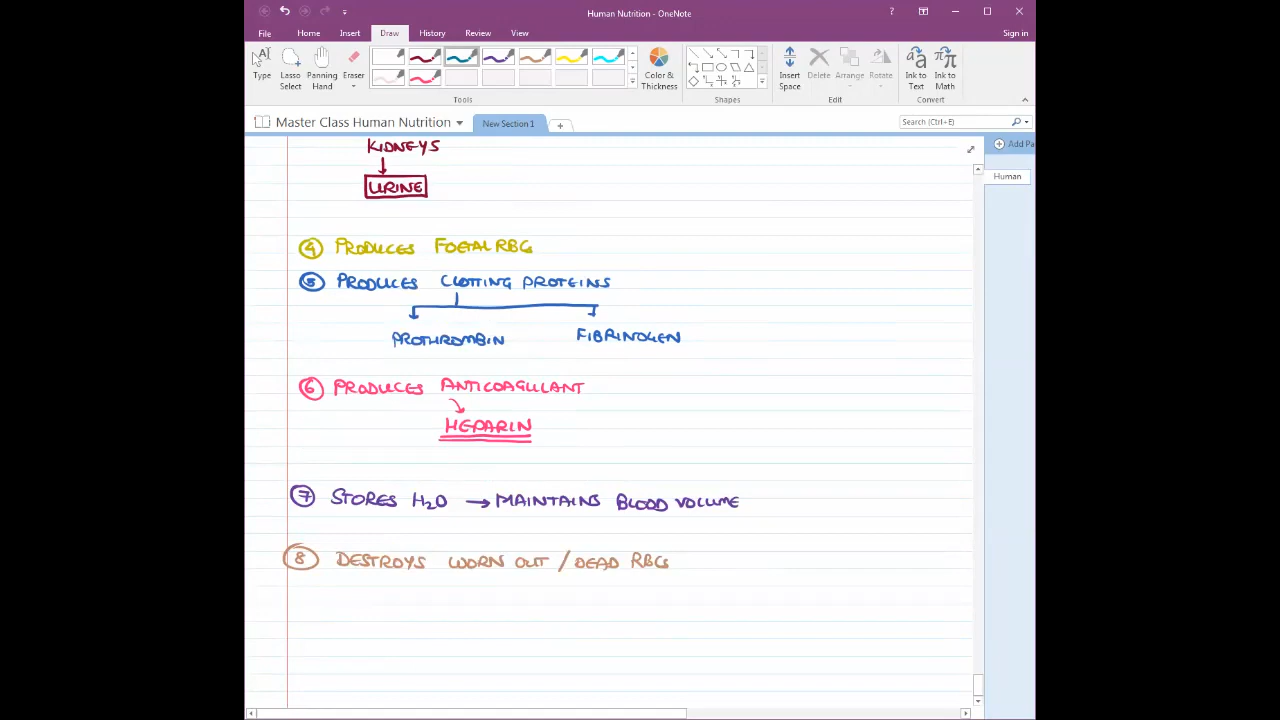 Human Nutrition - OneNote
?
File Home Insert Draw History Review View Sign in
Type Lasso Select Panning Hand Eraser Color & Thickness Insert Space Delete Arrange Rotate Ink to Text Ink to Math
Tools Shapes Edit Convert
Master Class Human Nutrition New Section 1 + Search (Ctrl+E)
Add Pa
Human
KIDNEYS
URINE
4 PRODUCES FOETAL RBCs
5 PRODUCES CLOTTING PROTEINS
PROTHROMBIN FIBRINOGEN
6 PRODUCES ANTICOAGULANT
HEPARIN
7 STORES H2O → MAINTAINS BLOOD VOLUME
8 DESTROYS WORN OUT / DEAD RBCs